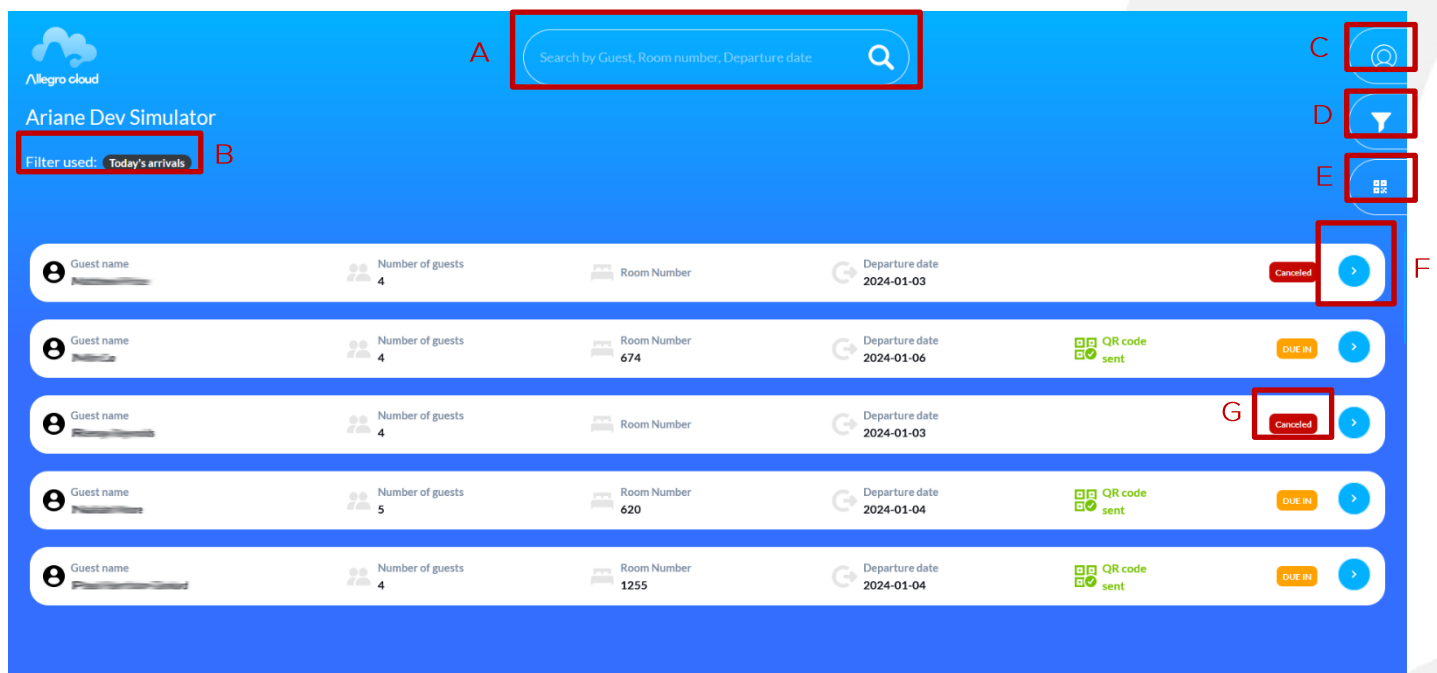 A
Search by Guest, Room number, Departure date
C
Allegro cloud
Ariane Dev Simulator
D
Filter used: Today's arrivals
B
E
F
Guest name
Number of guests
4
Room Number
Departure date
2024-01-03
Canceled
Guest name
Number of guests
4
Room Number
674
Departure date
2024-01-06
QR code
sent
DUE IN
Guest name
Number of guests
4
Room Number
Departure date
2024-01-03
G
Canceled
Guest name
Number of guests
5
Room Number
620
Departure date
2024-01-04
QR code
sent
DUE IN
Guest name
Number of guests
4
Room Number
1255
Departure date
2024-01-04
QR code
sent
DUE IN